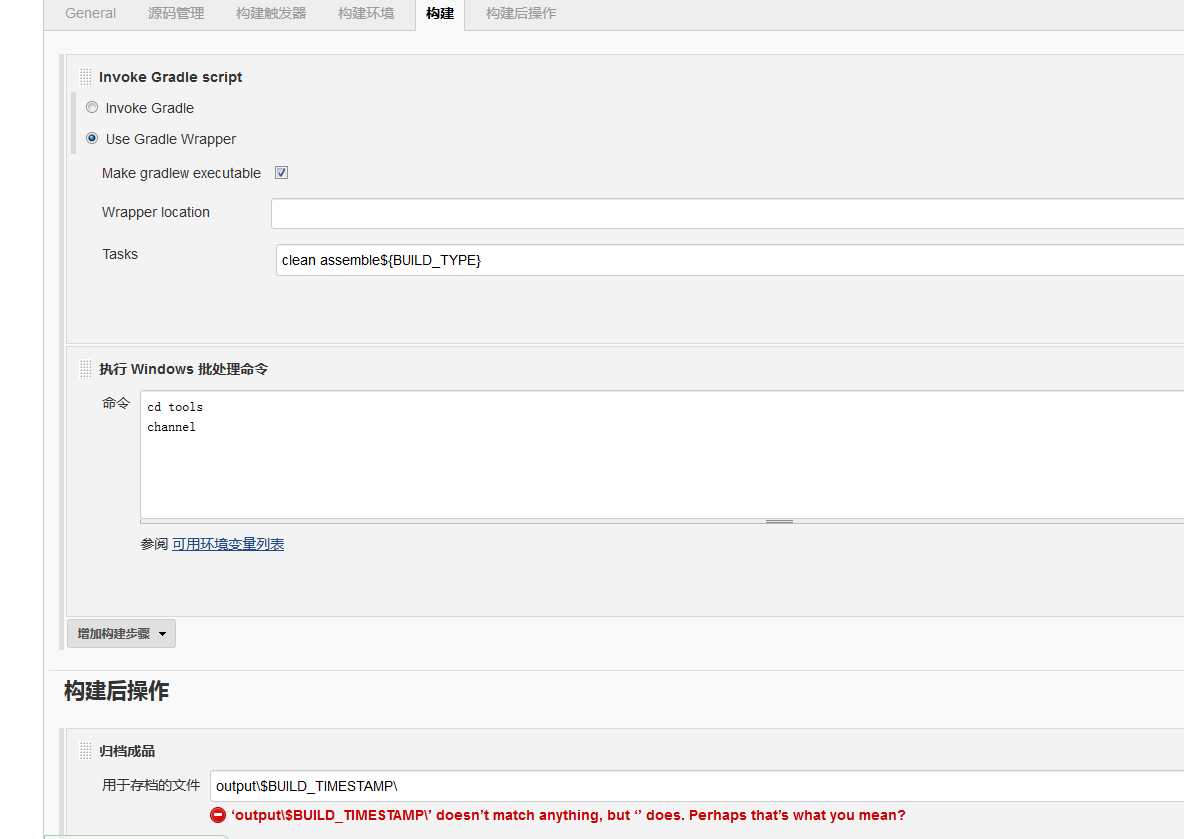 General 源码管理 构建触发器 构建环境 构建 构建后操作
Invoke Gradle script
Invoke Gradle
Use Gradle Wrapper
Make gradlew executable
Wrapper location
Tasks clean assemble${BUILD_TYPE}
执行 Windows 批处理命令
命令 cd tools
channel
参阅 可用环境变量列表
增加构建步骤
构建后操作
归档成品
用于存档的文件 output\$BUILD_TIMESTAMP\
‘output\$BUILD_TIMESTAMP\’ doesn’t match anything, but ‘’ does. Perhaps that’s what you mean?